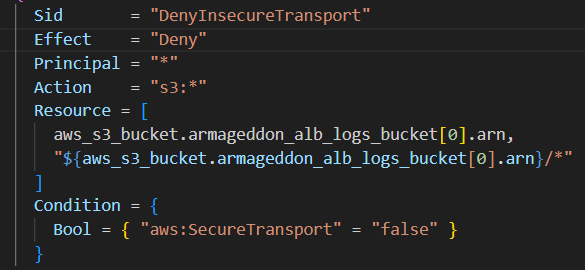 Sid       = "DenyInsecureTransport"
Effect    = "Deny"
Principal = "*"
Action    = "s3:*"
Resource = [
  aws_s3_bucket.armageddon_alb_logs_bucket[0].arn,
  "${aws_s3_bucket.armageddon_alb_logs_bucket[0].arn}/*"
]
Condition = {
  Bool = { "aws:SecureTransport" = "false" }
}